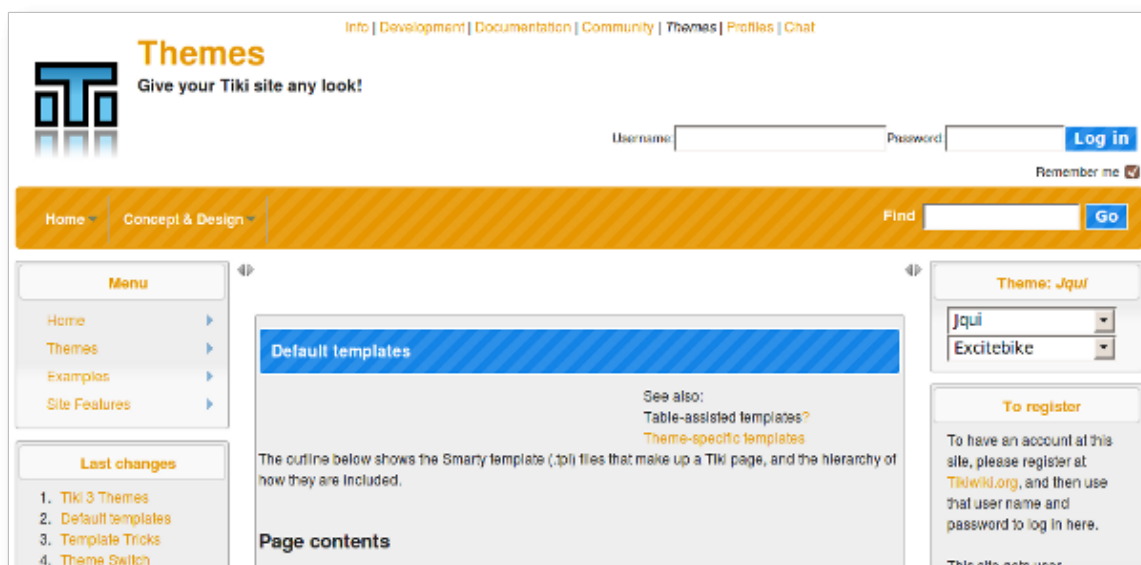 Info | Development | Documentation | Community | Themes | Profiles | Chat
Themes
Give your Tiki site any look!
Username: Password: Log in
Remember me
Home Concept & Design Find Go
Menu
Home
Themes
Examples
Site Features
Last changes
1. Tiki 3 Themes
2. Default templates
3. Template Tricks
4. Theme Switch
Default templates
See also:
Table-assisted templates?
Theme-specific templates
The outline below shows the Smarty template (.tpl) files that make up a Tiki page, and the hierarchy of
how they are included.
Page contents
Theme: Jqui
Jqui
Excitebike
To register
To have an account at this
site, please register at
Tikiwiki.org, and then use
that user name and
password to log in here.
This site gets user